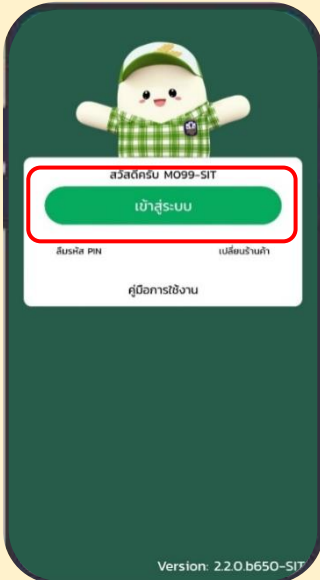 สวัสดีครับ M099-SIT
เข้าสู่ระบบ
ลืมรหัส PIN เปลี่ยนร้านค้า
คู่มือการใช้งาน
Version: 2.2.0.b650-SIT